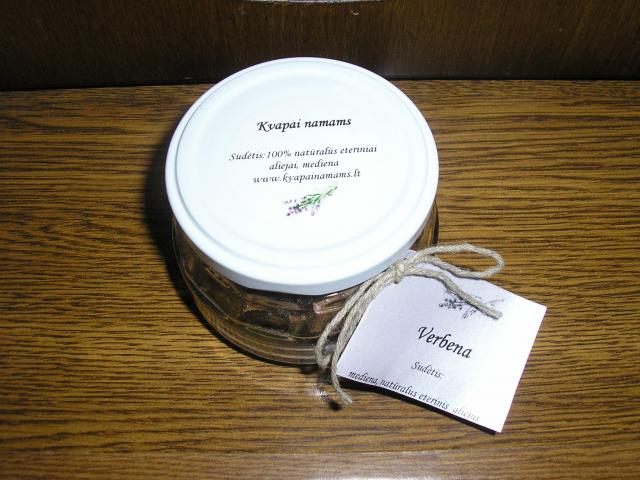 Kvapai namams
Sudėtis:100% natūralūs eteriniai
aliejai, mediena
www.kvapainamams.lt
Verbena
Sudėtis:
mediena, natūralus eterinis aliejus